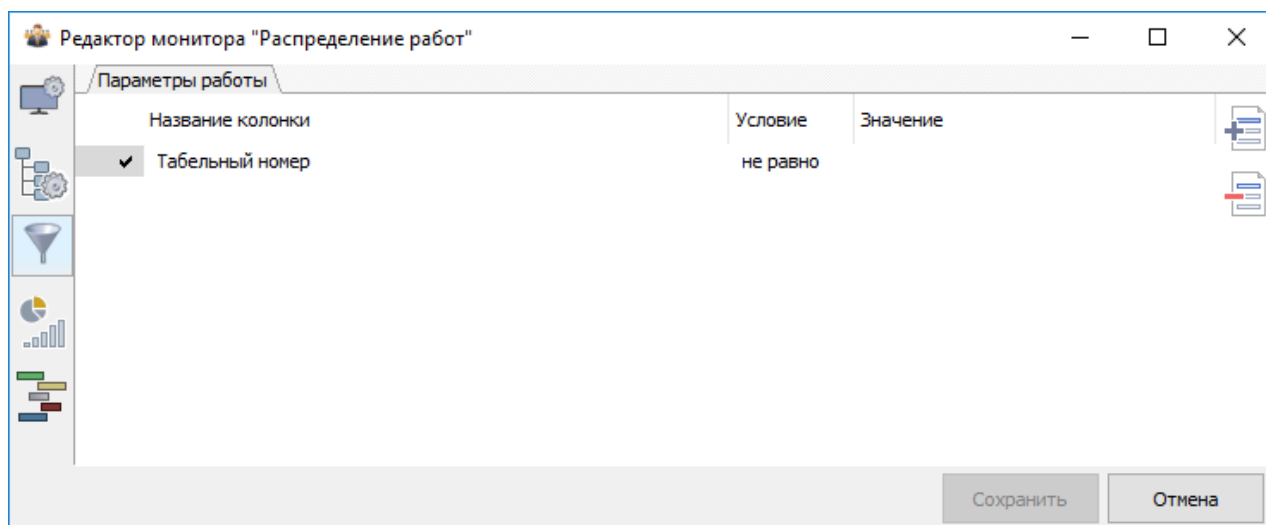 Редактор монитора "Распределение работ"
Параметры работы
Название колонки Условие Значение
Табельный номер не равно
Сохранить Отмена